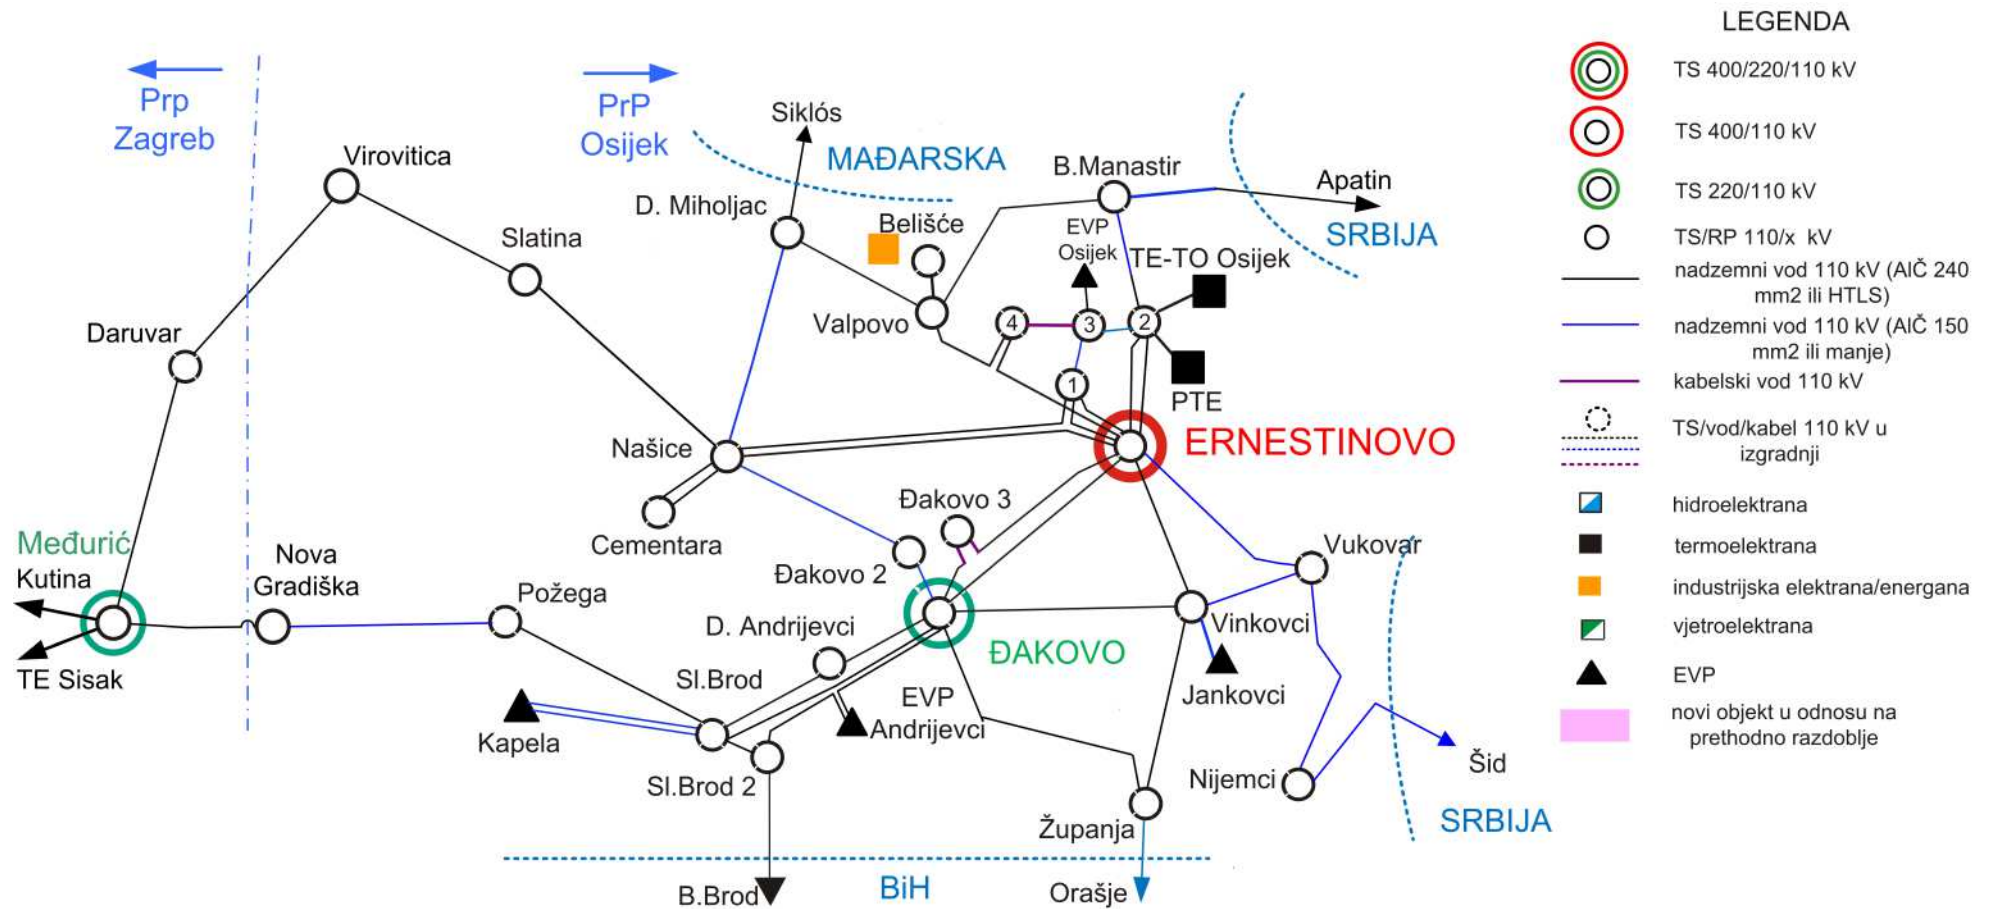 Prp
Zagreb
PrP
Osijek
Siklós
MAĐARSKA
Virovitica
B.Manastir
Apatin
D. Miholjac
Belišće
EVP
Osijek
SRBIJA
Slatina
TE-TO Osijek
Daruvar
Valpovo
4
3
2
1
PTE
ERNESTINOVO
Našice
Đakovo 3
Cementara
Međurić
Kutina
Nova
Gradiška
Đakovo 2
Vukovar
Požega
D. Andrijevci
Vinkovci
ĐAKOVO
TE Sisak
Sl.Brod
EVP
Andrijevci
Jankovci
Kapela
Sl.Brod 2
Nijemci
Šid
Županja
SRBIJA
B.Brod
BiH
Orašje
LEGENDA
TS 400/220/110 kV
TS 400/110 kV
TS 220/110 kV
TS/RP 110/x kV
nadzemni vod 110 kV (AlČ 240
mm2 ili HTLS)
nadzemni vod 110 kV (AlČ 150
mm2 ili manje)
kabelski vod 110 kV
TS/vod/kabel 110 kV u
izgradnji
hidroelektrana
termoelektrana
industrijska elektrana/energana
vjetroelektrana
EVP
novi objekt u odnosu na
prethodno razdoblje